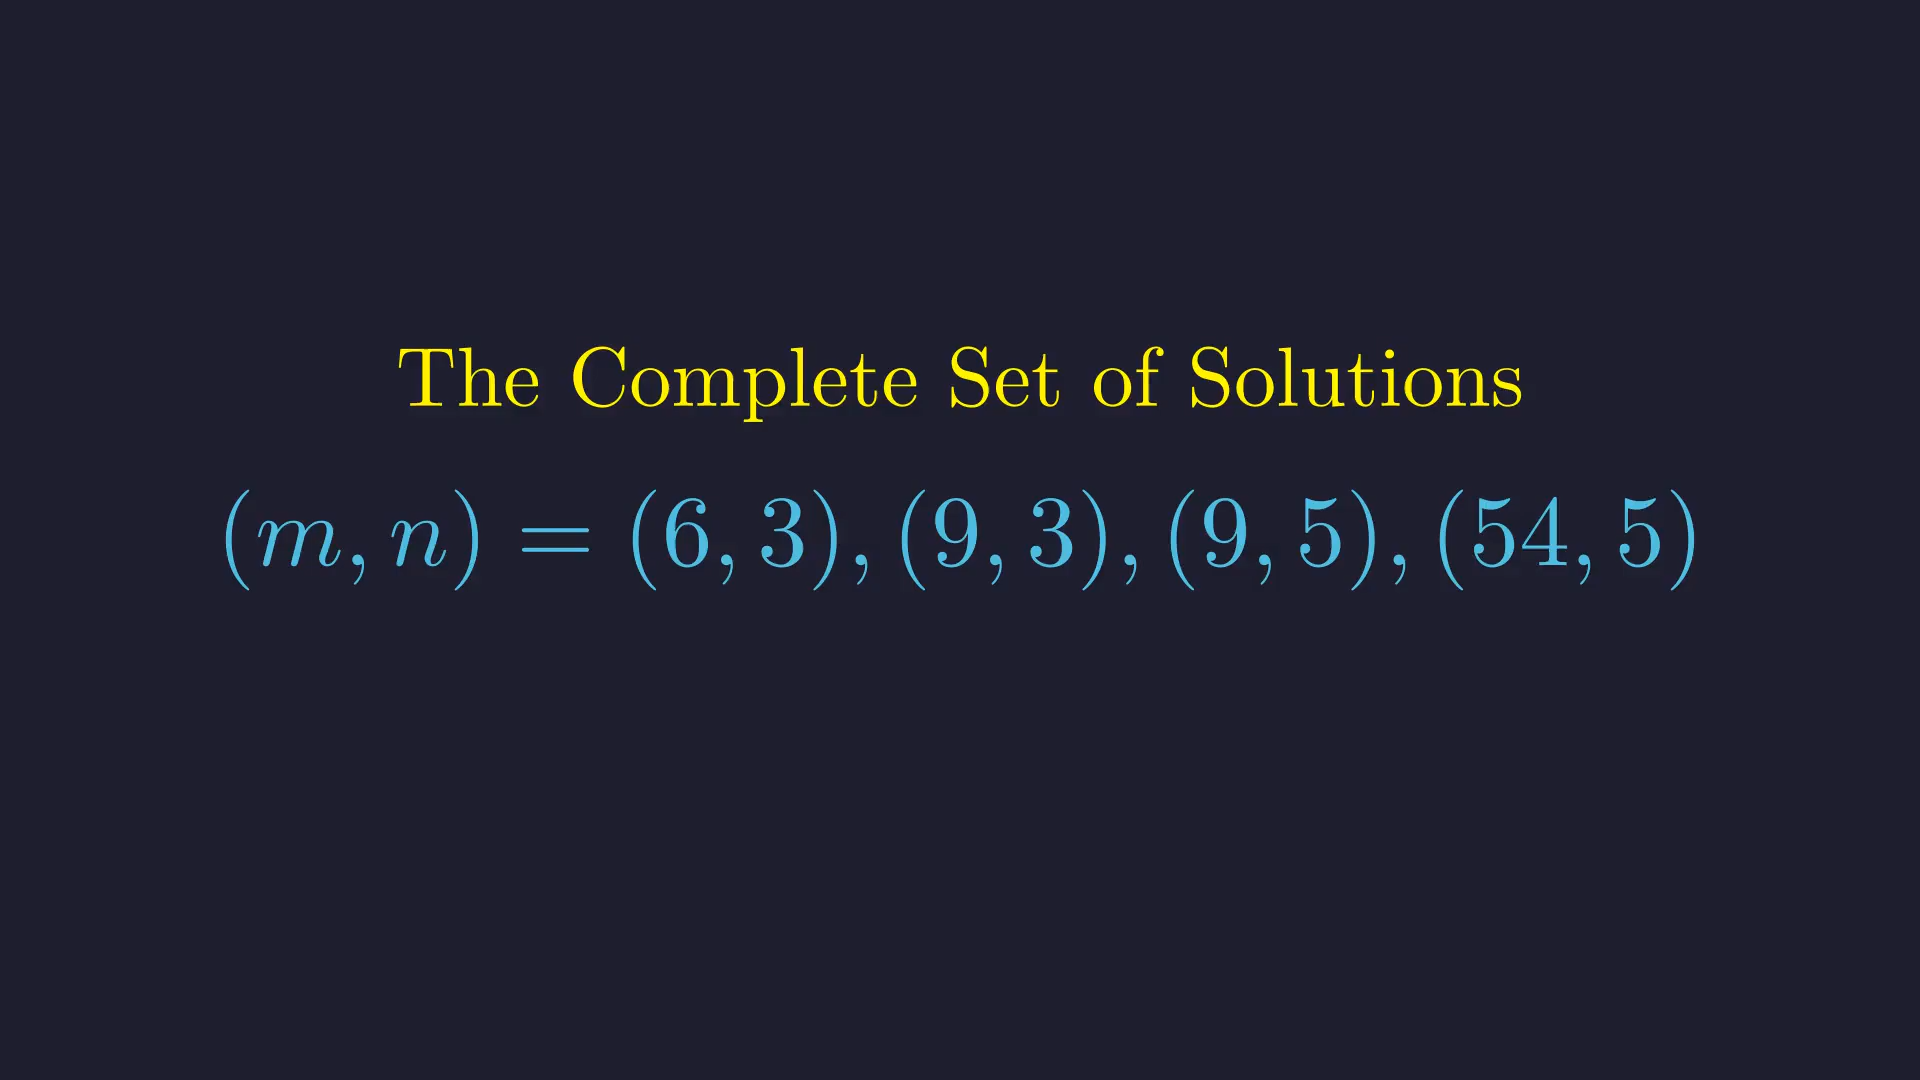 The Complete Set of Solutions
(m, n) = (6, 3), (9, 3), (9, 5), (54, 5)